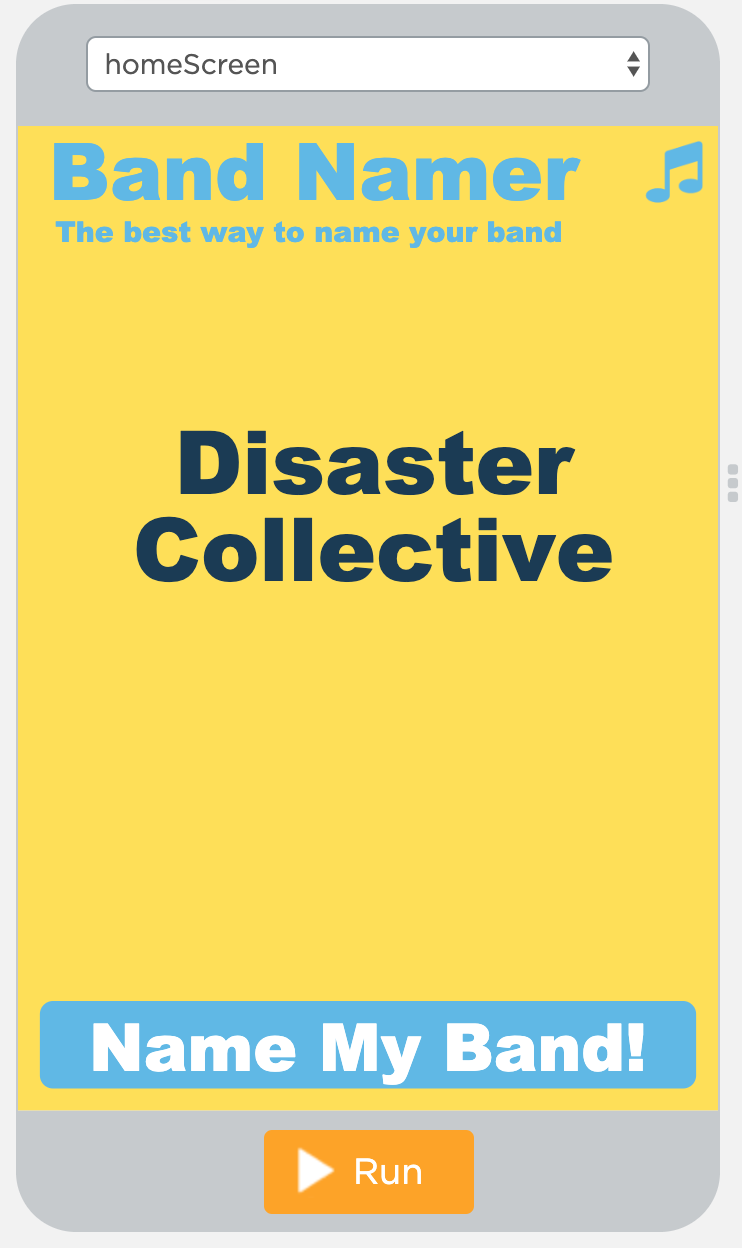 homeScreen
Band Namer
The best way to name your band
Disaster
Collective
Name My Band!
Run